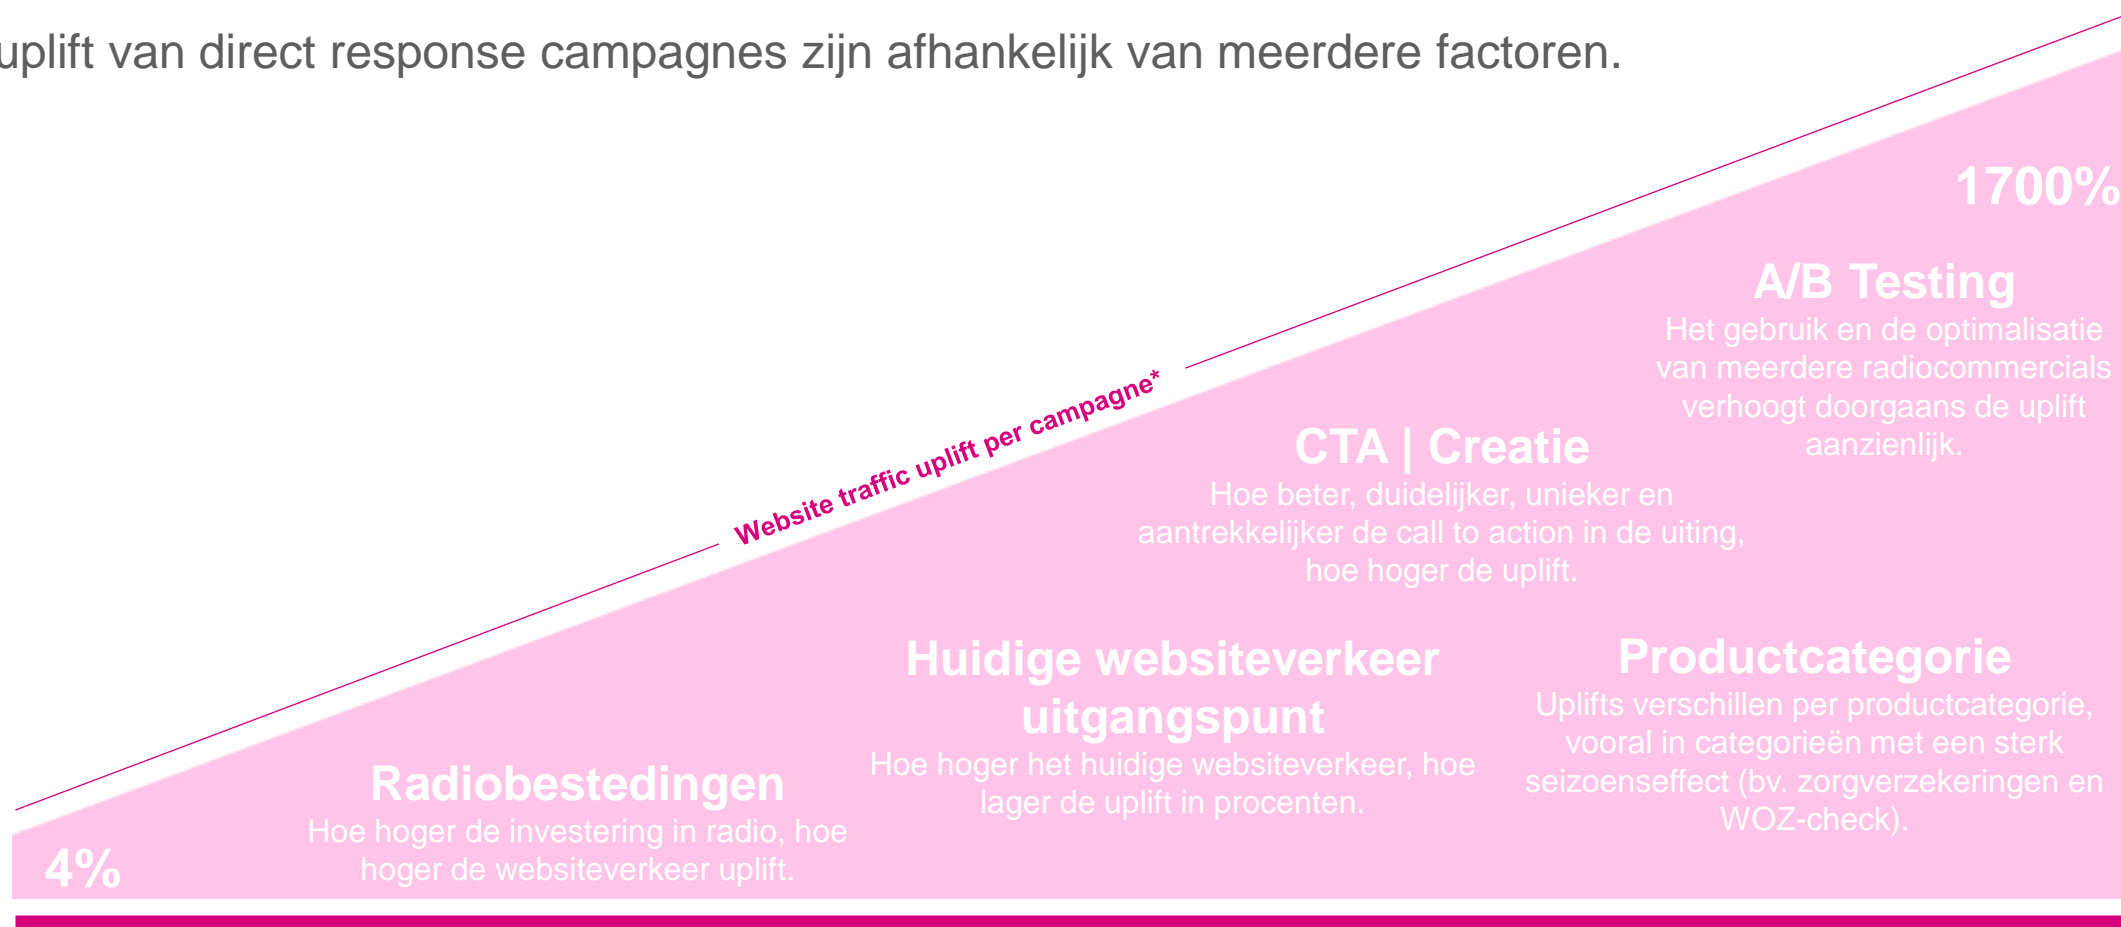 uplift van direct response campagnes zijn afhankelijk van meerdere factoren.
1700%
A/B Testing
Het gebruik en de optimalisatie
van meerdere radiocommercials
verhoogt doorgaans de uplift
aanzienlijk.
Website traffic uplift per campagne*
CTA | Creatie
Hoe beter, duidelijker, unieker en
aantrekkelijker de call to action in de uiting,
hoe hoger de uplift.
Huidige websiteverkeer
uitgangspunt
Hoe hoger het huidige websiteverkeer, hoe
lager de uplift in procenten.
Productcategorie
Uplifts verschillen per productcategorie,
vooral in categorieën met een sterk
seizoenseffect (bv. zorgverzekeringen en
WOZ-check).
Radiobestedingen
Hoe hoger de investering in radio, hoe
hoger de websiteverkeer uplift.
4%